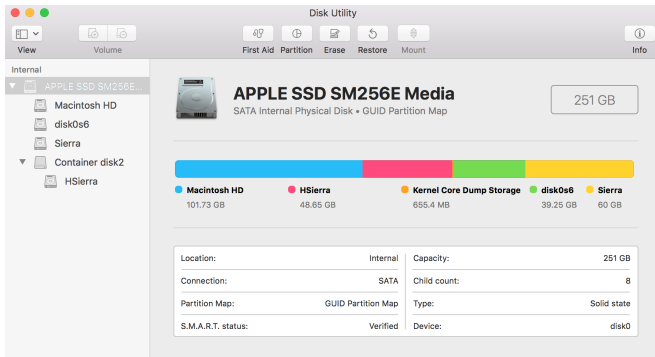 Disk Utility
View
Volume
First Aid Partition Erase Restore Mount
Info
Internal
APPLE SSD SM256E...
Macintosh HD
disk0s6
Sierra
Container disk2
HSierra
APPLE SSD SM256E Media
SATA Internal Physical Disk • GUID Partition Map
251 GB
Macintosh HD
101.73 GB
HSierra
48.65 GB
Kernel Core Dump Storage
655.4 MB
disk0s6
39.25 GB
Sierra
60 GB
Location: Internal
Capacity: 251 GB
Connection: SATA
Child count: 8
Partition Map: GUID Partition Map
Type: Solid state
S.M.A.R.T. status: Verified
Device: disk0